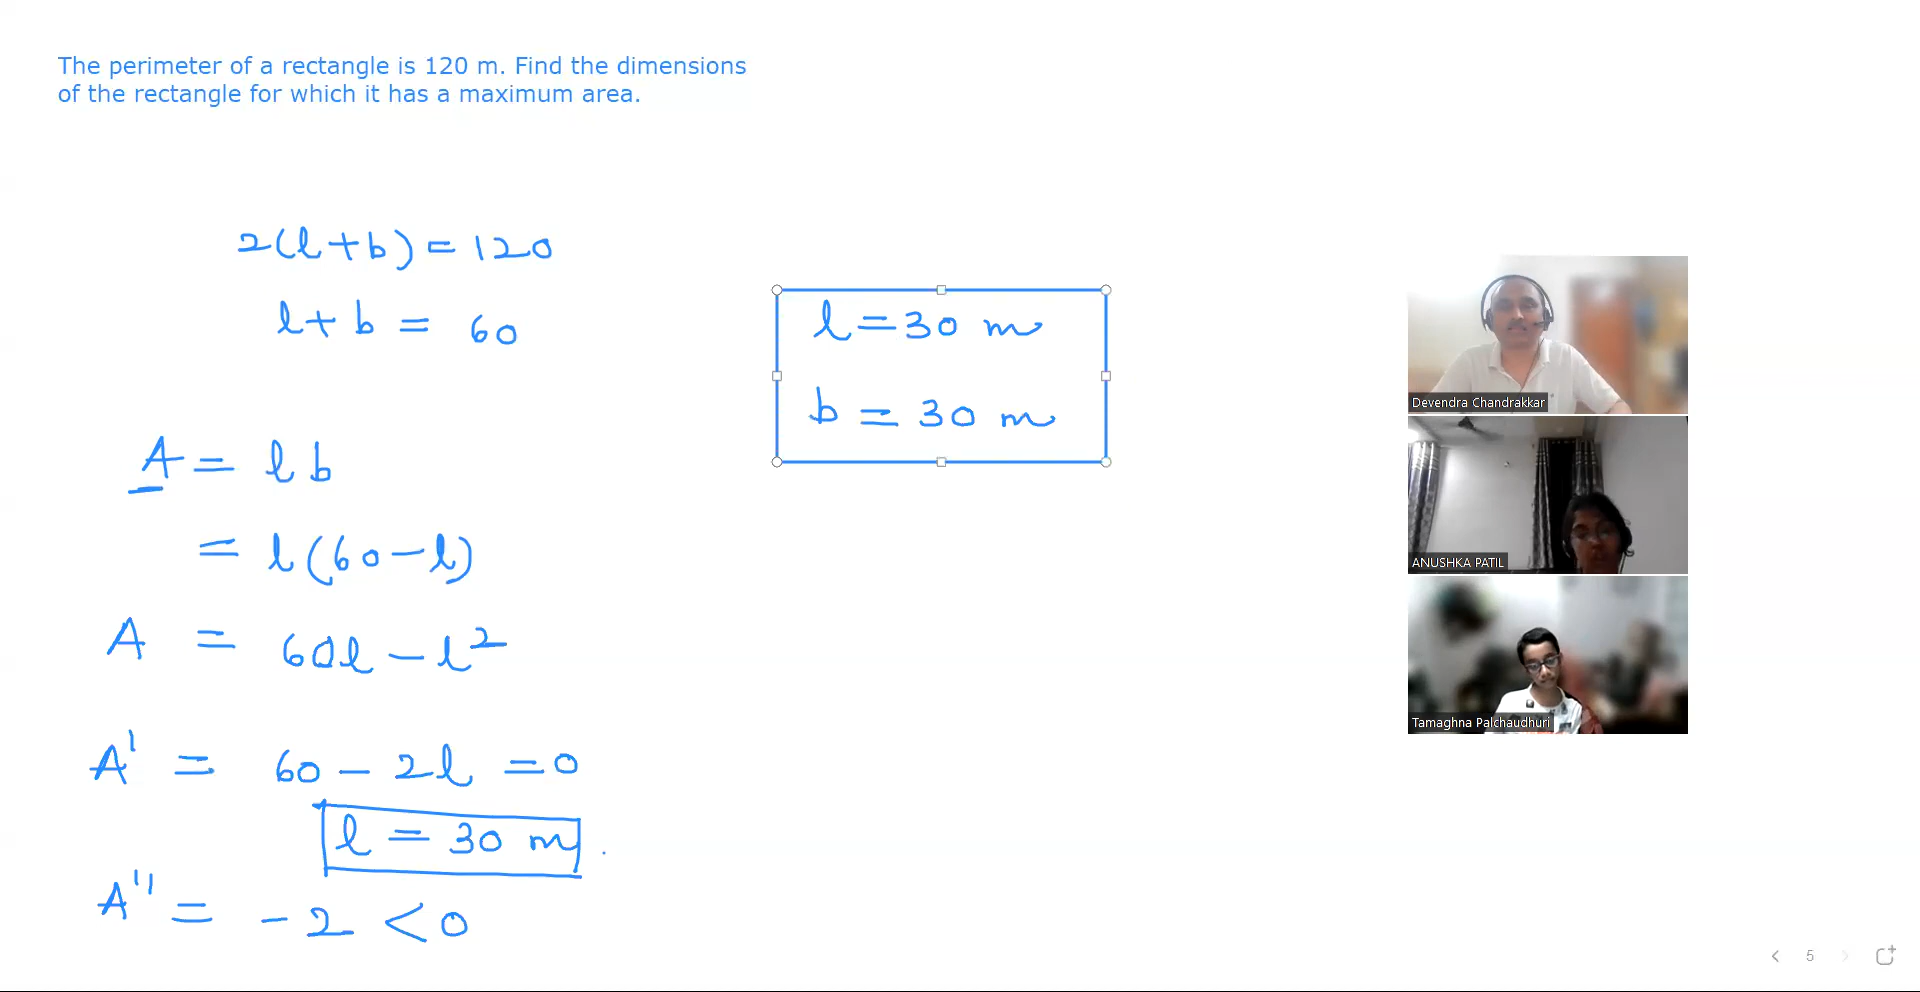 The perimeter of a rectangle is 120 m. Find the dimensions
of the rectangle for which it has a maximum area.
2(l+b) = 120
l + b = 60
A = l b
= l(60-l)
A = 60l - l²
A' = 60 - 2l = 0
l = 30 m
A'' = -2 < 0
l = 30 m
b = 30 m
Devendra Chandrakkar
ANUSHKA PATIL
Tamaghna Palchaudhuri
5